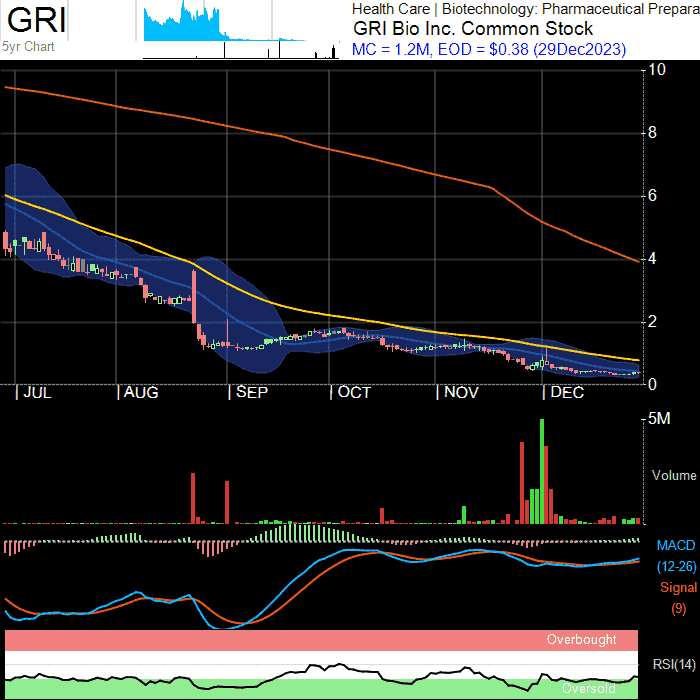 GRI
5yr Chart
Health Care | Biotechnology: Pharmaceutical Prepara
GRI Bio Inc. Common Stock
MC = 1.2M, EOD = $0.38 (29Dec2023)
10
8
6
4
2
0
| JUL | AUG | SEP | OCT | NOV | DEC
5M
Volume
MACD
(12-26)
Signal
(9)
Overbought
RSI(14)
Oversold